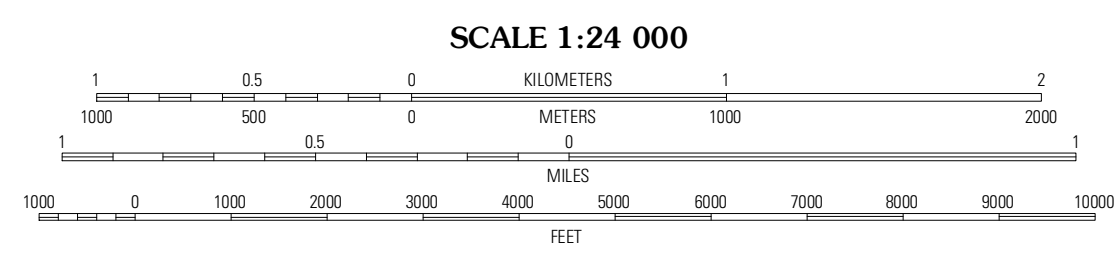 SCALE 1:24 000
1 0.5 0 KILOMETERS 1 2
1000 500 0 METERS 1000 2000
1 0.5 0 1
MILES
1000 0 1000 2000 3000 4000 5000 6000 7000 8000 9000 10000
FEET